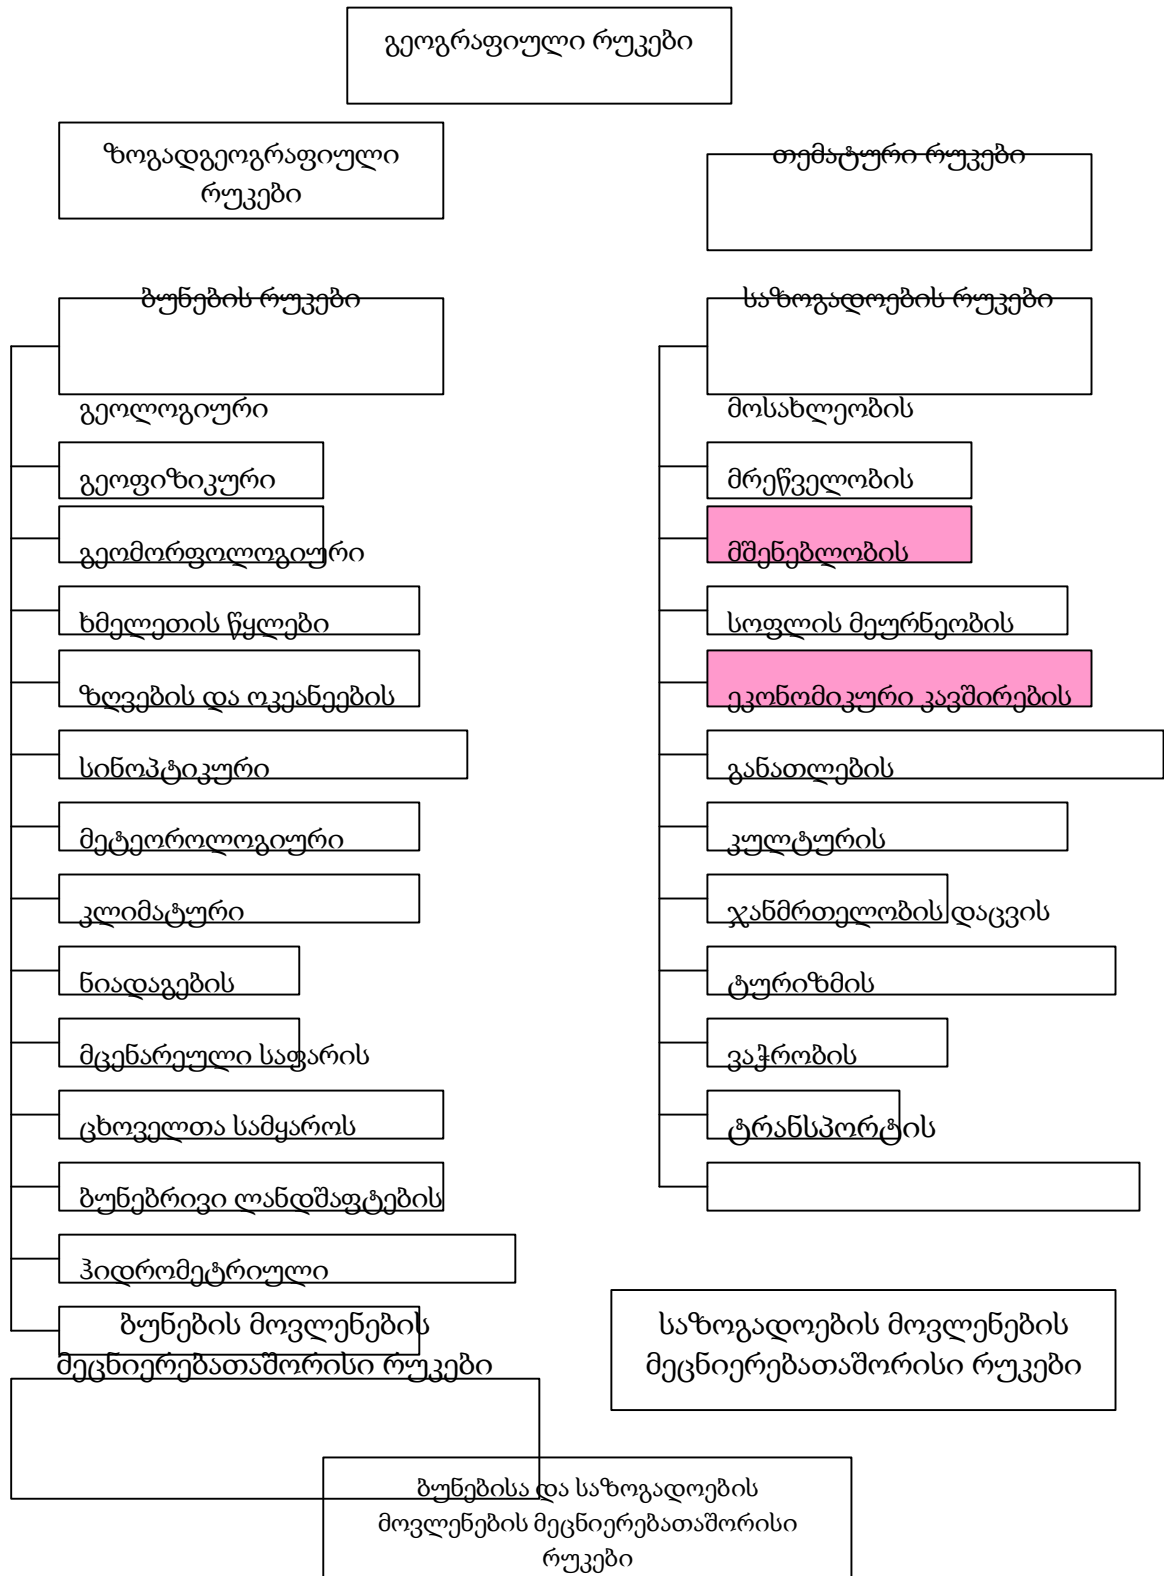 გეოგრაფიული რუკები
ზოგადგეოგრაფიული
რუკები
თემატური რუკები
ბუნების რუკები
გეოლოგიური
გეოფიზიკური
გეომორფოლოგიური
ხმელეთის წყლები
ზღვების და ოკეანეების
სინოპტიკური
მეტეოროლოგიური
კლიმატური
ნიადაგების
მცენარეული საფარის
ცხოველთა სამყაროს
ბუნებრივი ლანდშაფტების
ჰიდრომეტრიული
საზოგადოების რუკები
მოსახლეობის
მრეწველობის
მშენებლობის
სოფლის მეურნეობის
ეკონომიკური კავშირების
განათლების
კულტურის
ჯანმრთელობის დაცვის
ტურიზმის
ვაჭრობის
ტრანსპორტის
ბუნების მოვლენების
მეცნიერებათაშორისი რუკები
საზოგადოების მოვლენების
მეცნიერებათაშორისი რუკები
ბუნებისა და საზოგადოების
მოვლენების მეცნიერებათაშორისი
რუკები